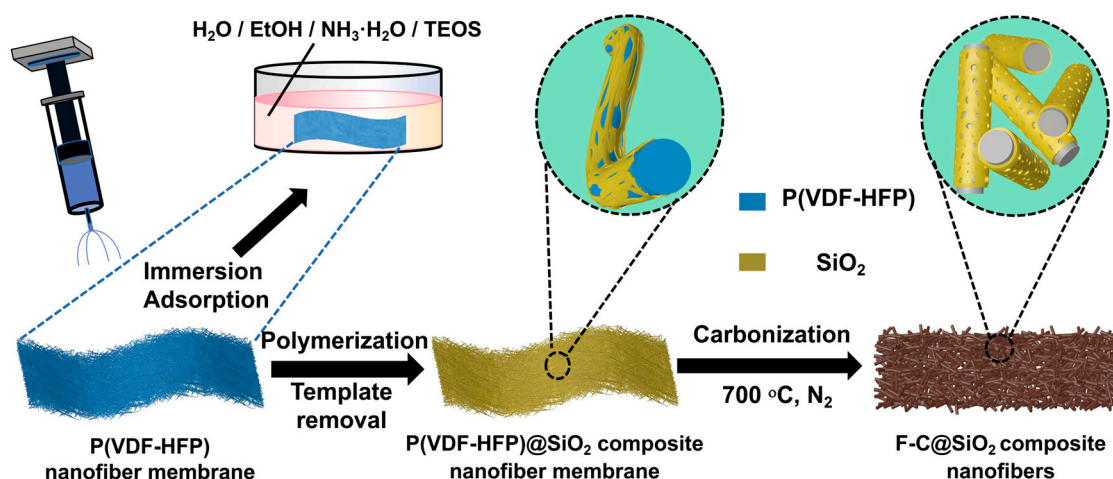 H₂O / EtOH / NH₃·H₂O / TEOS
Immersion
Adsorption
P(VDF-HFP)
SiO₂
Polymerization
Template
removal
Carbonization
700 ºC, N₂
P(VDF-HFP)
nanofiber membrane
P(VDF-HFP)@SiO₂ composite
nanofiber membrane
F-C@SiO₂ composite
nanofibers